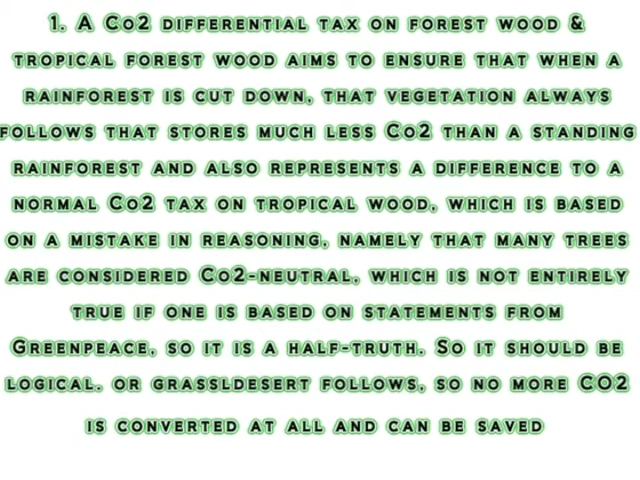 1. A Co2 differential tax on forest wood &
tropical forest wood aims to ensure that when a
rainforest is cut down, that vegetation always
follows that stores much less Co2 than a standing
rainforest and also represents a difference to a
normal Co2 tax on tropical wood, which is based
on a mistake in reasoning, namely that many trees
are considered Co2-neutral, which is not entirely
true if one is based on statements from
Greenpeace, so it is a half-truth. So it should be
logical. or grassldesert follows, so no more CO2
is converted at all and can be saved